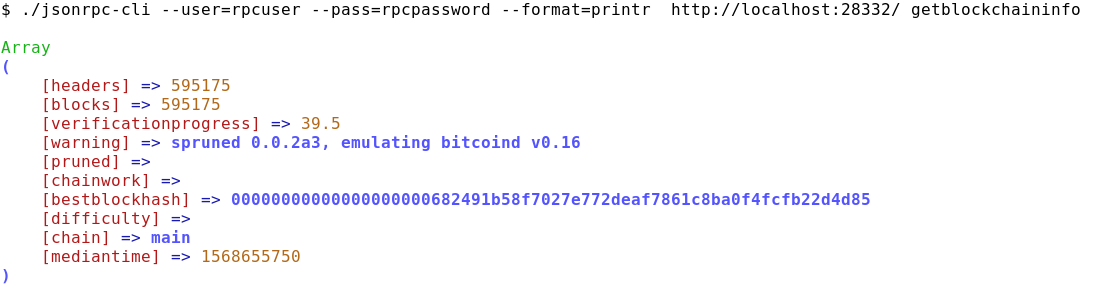 $ ./jsonrpc-cli --user=rpcuser --pass=rpcpassword --format=printr  http://localhost:28332/ getblockchaininfo

Array
(
    [headers] => 595175
    [blocks] => 595175
    [verificationprogress] => 39.5
    [warning] => spruned 0.0.2a3, emulating bitcoind v0.16
    [pruned] =>
    [chainwork] =>
    [bestblockhash] => 00000000000000000000682491b58f7027e772deaf7861c8ba0f4fcfb22d4d85
    [difficulty] =>
    [chain] => main
    [mediantime] => 1568655750
)